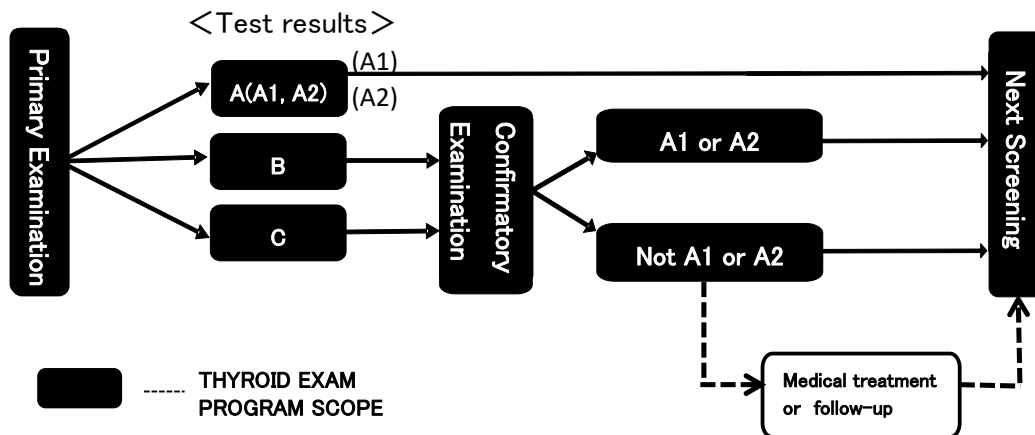 <Test results>
Primary Examination
A(A1, A2)
(A1)
(A2)
B
C
Confirmatory
Examination
A1 or A2
Not A1 or A2
Next Screening
Medical treatment
or follow-up
THYROID EXAM
PROGRAM SCOPE